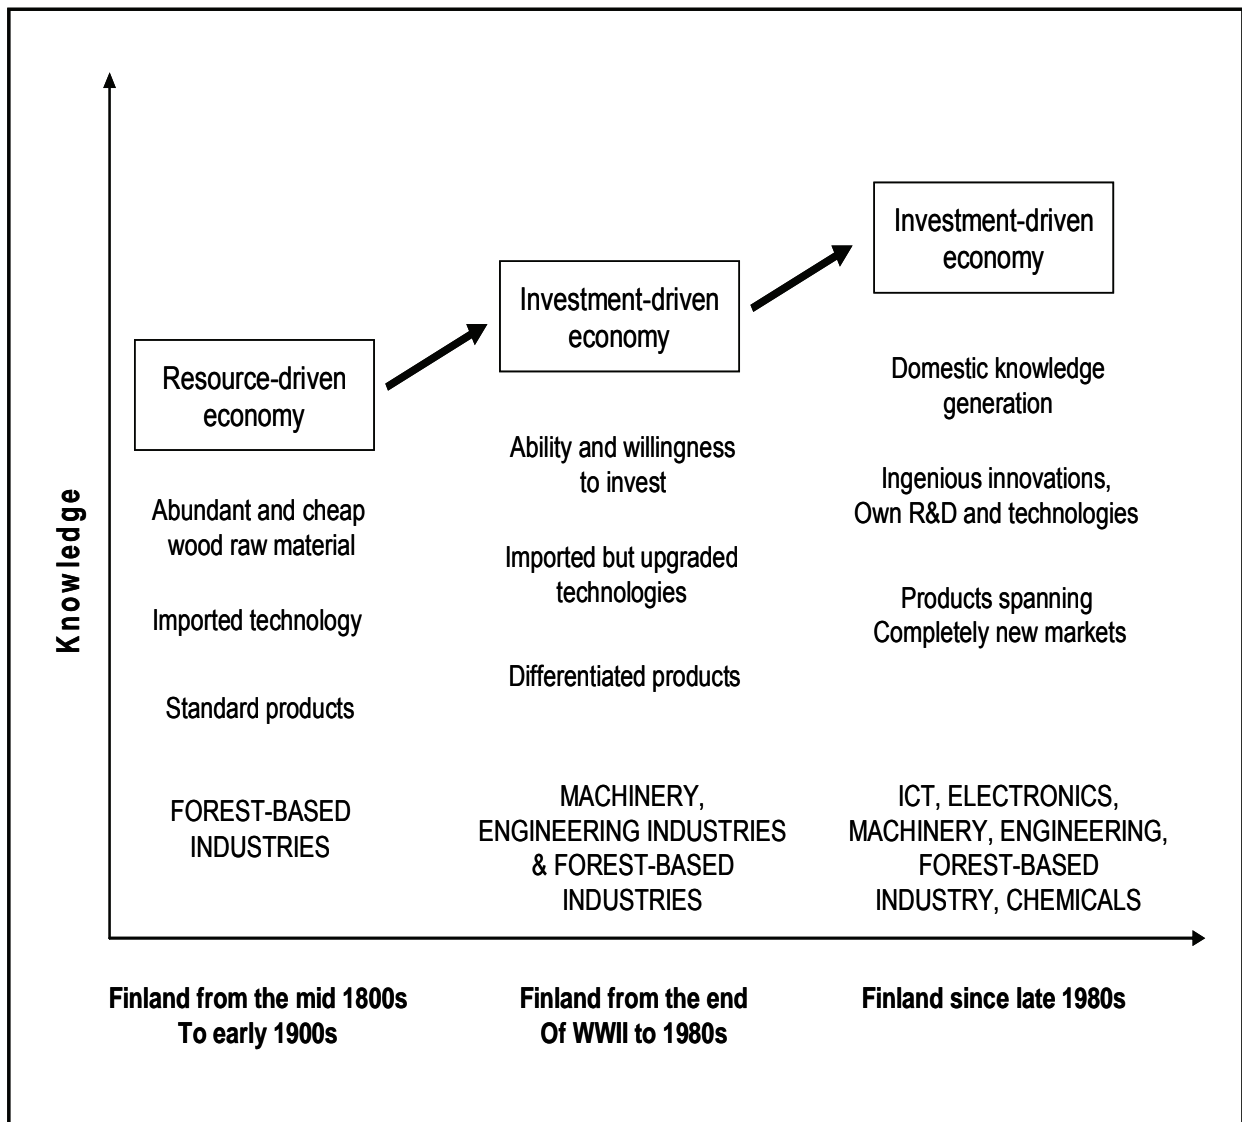 Knowledge
Resource-driven
economy
Abundant and cheap
wood raw material
Imported technology
Standard products
FOREST-BASED
INDUSTRIES
Finland from the mid 1800s
To early 1900s
Investment-driven
economy
Ability and willingness
to invest
Imported but upgraded
technologies
Differentiated products
MACHINERY,
ENGINEERING INDUSTRIES
& FOREST-BASED
INDUSTRIES
Finland from the end
Of WWII to 1980s
Investment-driven
economy
Domestic knowledge
generation
Ingenious innovations,
Own R&D and technologies
Products spanning
Completely new markets
ICT, ELECTRONICS,
MACHINERY, ENGINEERING,
FOREST-BASED
INDUSTRY, CHEMICALS
Finland since late 1980s